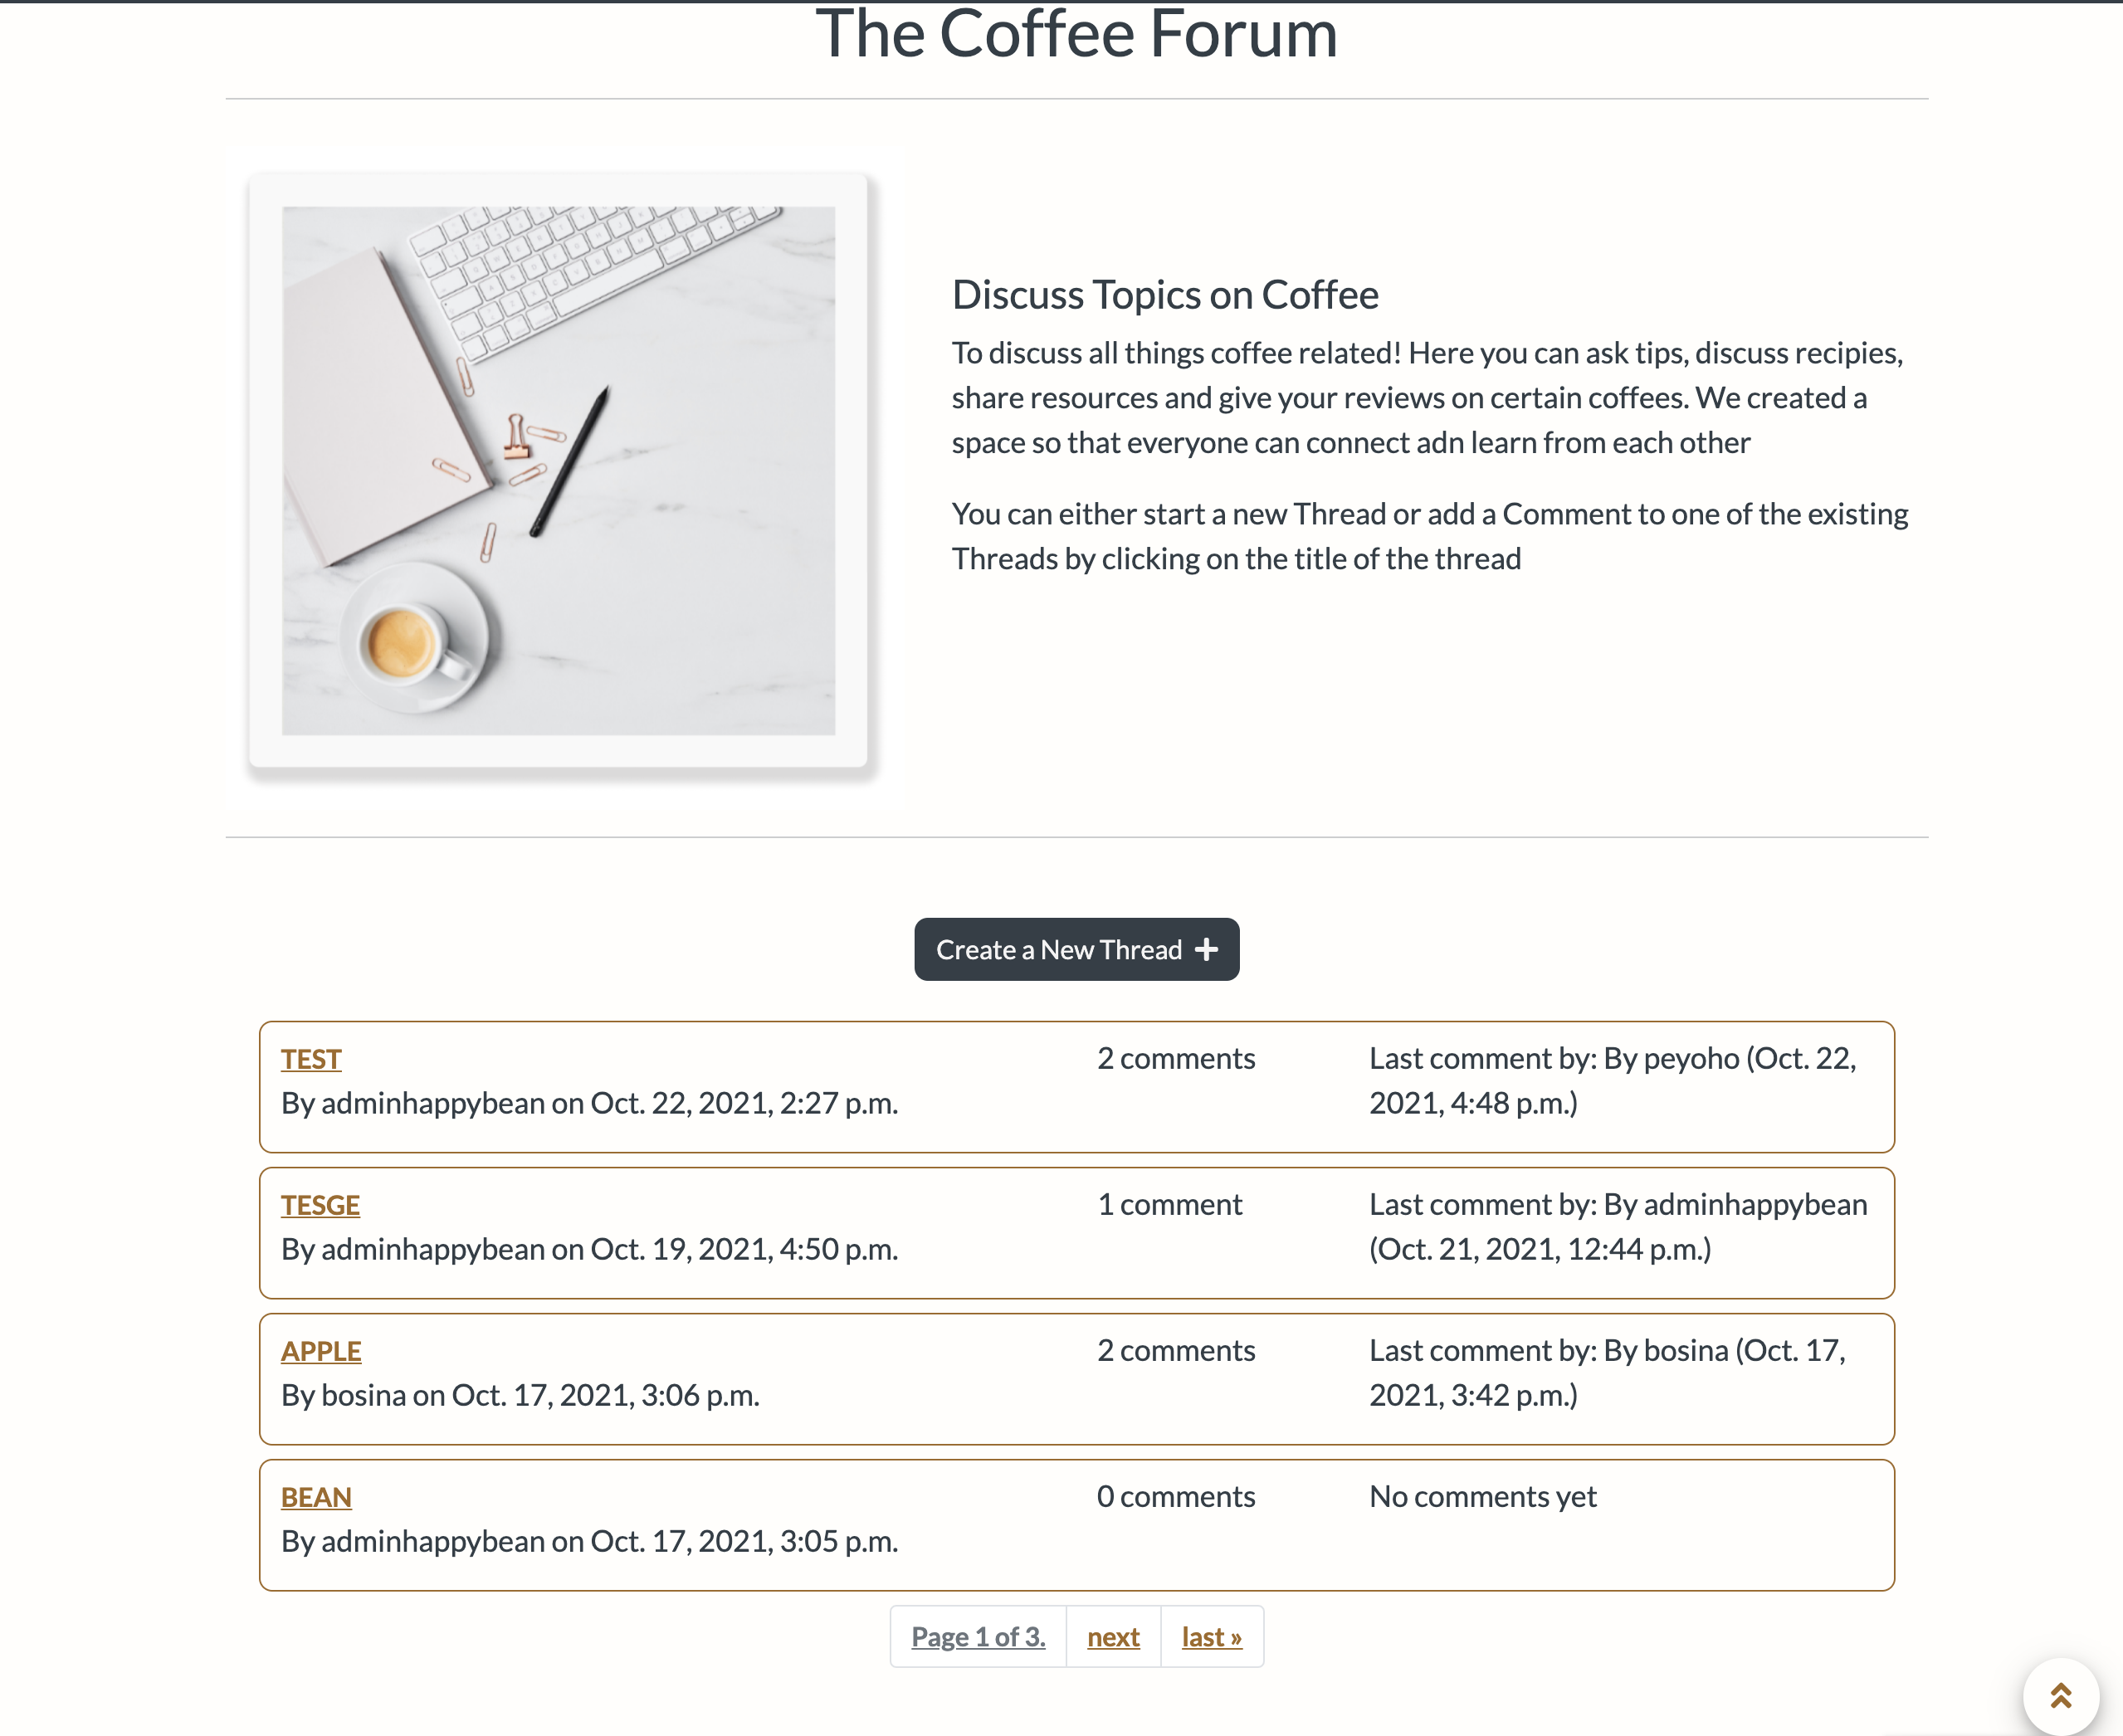 The Coffee Forum
Discuss Topics on Coffee
To discuss all things coffee related! Here you can ask tips, discuss recipies,
share resources and give your reviews on certain coffees. We created a
space so that everyone can connect adn learn from each other
You can either start a new Thread or add a Comment to one of the existing
Threads by clicking on the title of the thread
Create a New Thread +
TEST
By adminhappybean on Oct. 22, 2021, 2:27 p.m.
2 comments
Last comment by: By peyoho (Oct. 22,
2021, 4:48 p.m.)
TESGE
By adminhappybean on Oct. 19, 2021, 4:50 p.m.
1 comment
Last comment by: By adminhappybean
(Oct. 21, 2021, 12:44 p.m.)
APPLE
By bosina on Oct. 17, 2021, 3:06 p.m.
2 comments
Last comment by: By bosina (Oct. 17,
2021, 3:42 p.m.)
BEAN
By adminhappybean on Oct. 17, 2021, 3:05 p.m.
0 comments
No comments yet
Page 1 of 3. next last »